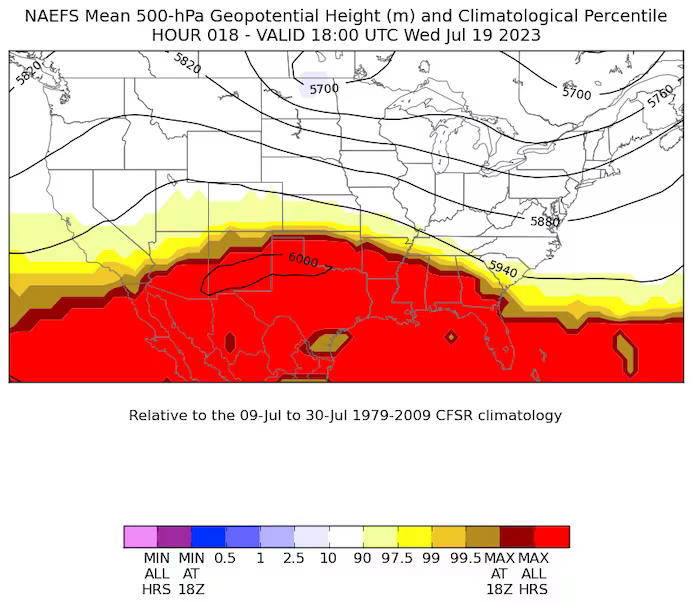 NAEFS Mean 500-hPa Geopotential Height (m) and Climatological Percentile
HOUR 018 - VALID 18:00 UTC Wed Jul 19 2023
5820
5820
5700
5700
5760
5880
5940
6000
Relative to the 09-Jul to 30-Jul 1979-2009 CFSR climatology
MIN MIN 0.5 1 2.5 10 90 97.5 99 99.5 MAX MAX
ALL AT AT ALL
HRS 18Z 18Z HRS